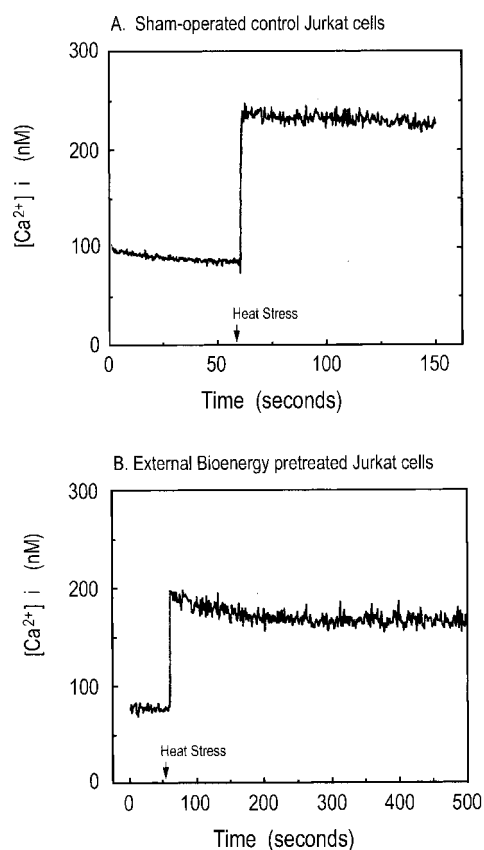 A. Sham-operated control Jurkat cells
300
200
100
0
[Ca²⁺] i (nM)
Heat Stress
0 50 100 150
Time (seconds)
B. External Bioenergy pretreated Jurkat cells
300
200
100
0
[Ca²⁺] i (nM)
Heat Stress
0 100 200 300 400 500
Time (seconds)